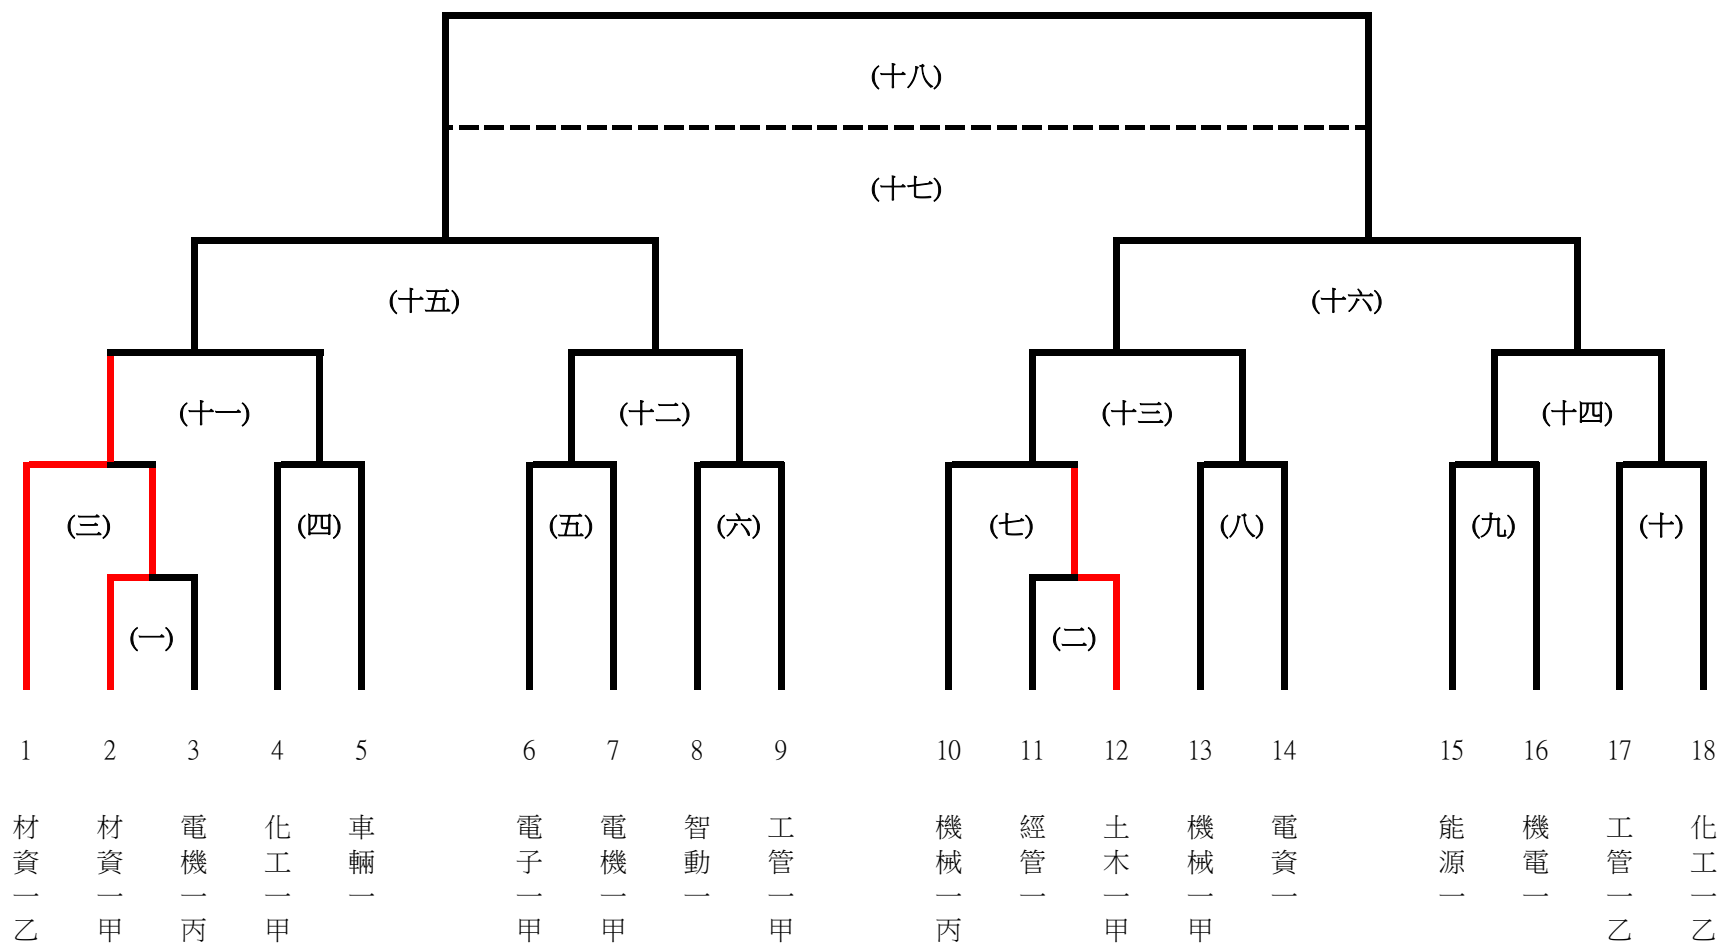 (十八)
(十七)
(十五)
(十六)
(十一)
(十二)
(十三)
(十四)
(三)
(四)
(五)
(六)
(七)
(八)
(九)
(十)
(一)
(二)
1 2 3 4 5 6 7 8 9 10 11 12 13 14 15 16 17 18
材資一乙
材資一甲
電機一丙
化工一甲
車輛一
電子一甲
電機一甲
智動一
工管一甲
機械一丙
經管一
土木一甲
機械一甲
電資一
能源一
機電一
工管一乙
化工一乙